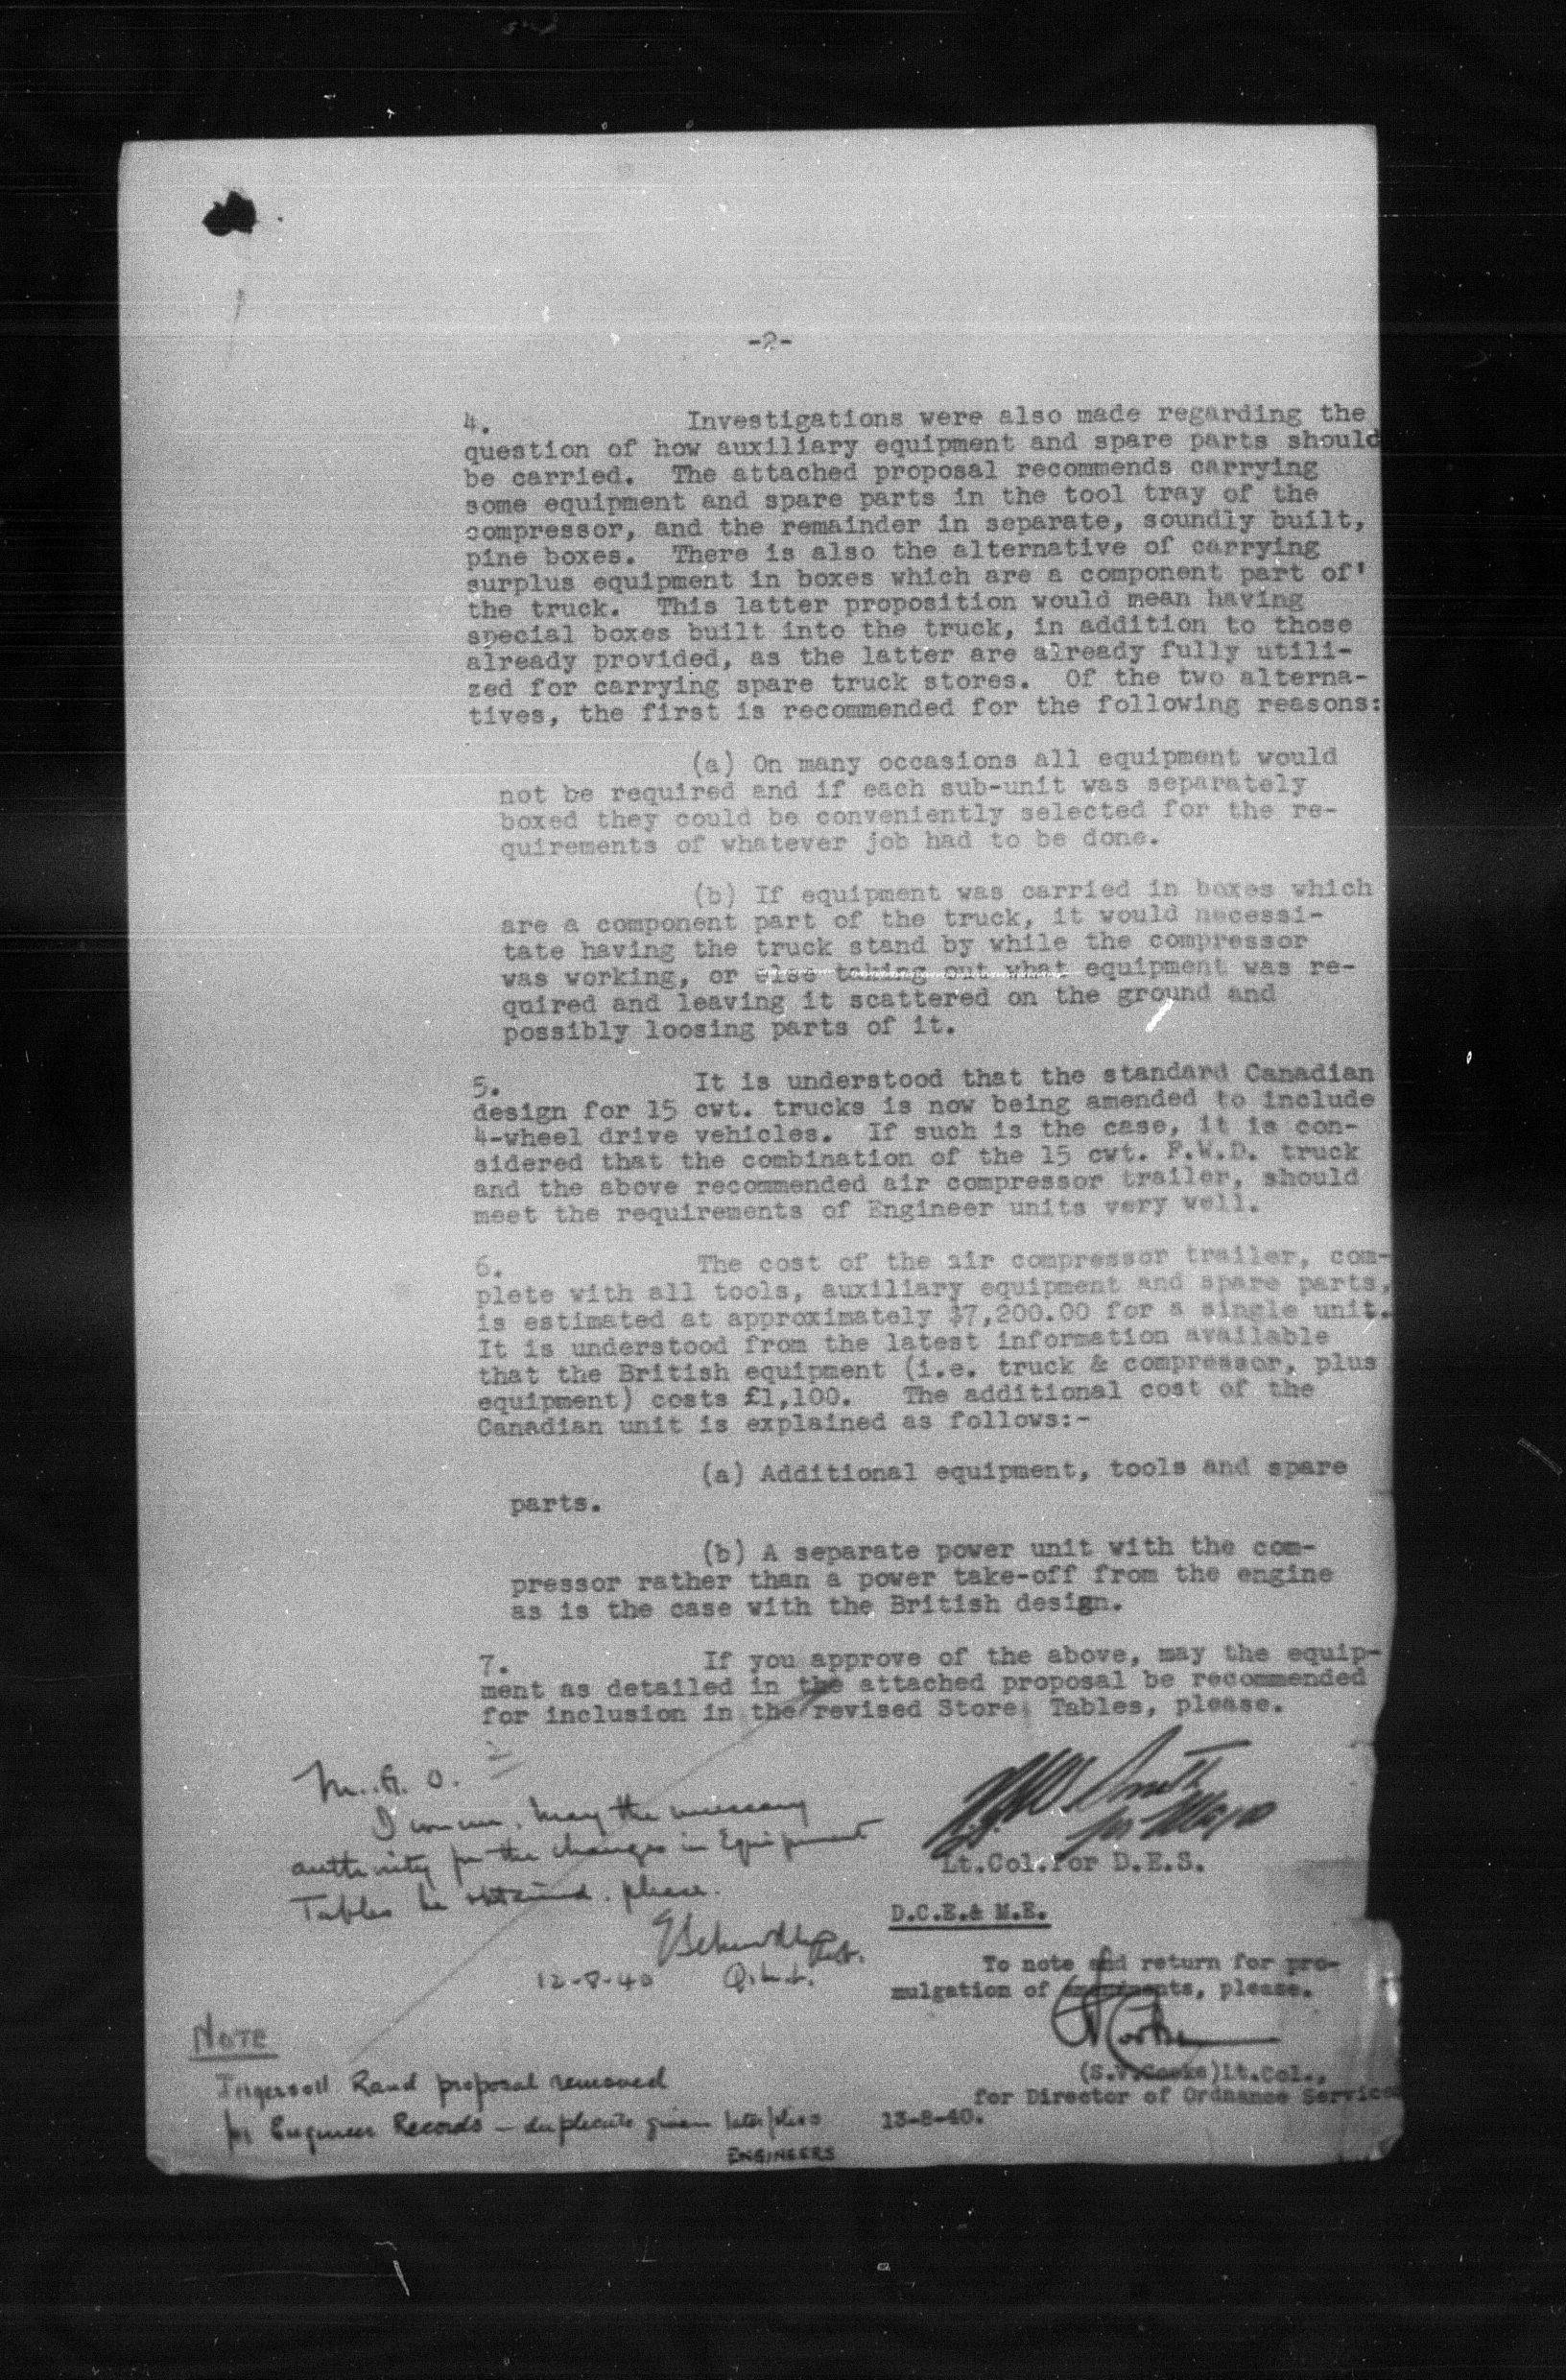 -2-
4. Investigations were also made regarding the
question of how auxiliary equipment and spare parts should
be carried. The attached proposal recommends carrying
some equipment and spare parts in the tool tray of the
compressor, and the remainder in separate, soundly built,
pine boxes. There is also the alternative of carrying
surplus equipment in boxes which are a component part of'
the truck. This latter proposition would mean having
special boxes built into the truck, in addition to those
already provided, as the latter are already fully utili-
zed for carrying spare truck stores. Of the two alterna-
tives, the first is recommended for the following reasons:
(a) On many occasions all equipment would
not be required and if each sub-unit was separately
boxed they could be conveniently selected for the re-
quirements of whatever job had to be done.
(b) If equipment was carried in boxes which
are a component part of the truck, it would necessi-
tate having the truck stand by while the compressor
was working, or else taking out what equipment was re-
quired and leaving it scattered on the ground and
possibly loosing parts of it.
5. It is understood that the standard Canadian
design for 15 cwt. trucks is now being amended to include
4-wheel drive vehicles. If such is the case, it is con-
sidered that the combination of the 15 cwt. F.W.D. truck
and the above recommended air compressor trailer, should
meet the requirements of Engineer units very well.
6. The cost of the air compressor trailer, com-
plete with all tools, auxiliary equipment and spare parts,
is estimated at approximately $7,200.00 for a single unit.
It is understood from the latest information available
that the British equipment (i.e. truck & compressor, plus
equipment) costs £1,100. The additional cost of the
Canadian unit is explained as follows:-
(a) Additional equipment, tools and spare
parts.
(b) A separate power unit with the com-
pressor rather than a power take-off from the engine
as is the case with the British design.
7. If you approve of the above, may the equip-
ment as detailed in the attached proposal be recommended
for inclusion in the revised Store Tables, please.
M.G.O.
I concur. May the necessary
authority for the changes in Equipment
Tables be obtained, please.
12-8-40
Lt.Col.for D.E.S.
D.C.E.& M.E.
To note and return for pro-
mulgation of amendments, please.
(S.V.Cooke)Lt.Col.,
for Director of Ordnance Service
13-8-40.
NOTE
Ingersoll Rand proposal removed
for Engineer Records – duplicate given
ENGINEERS